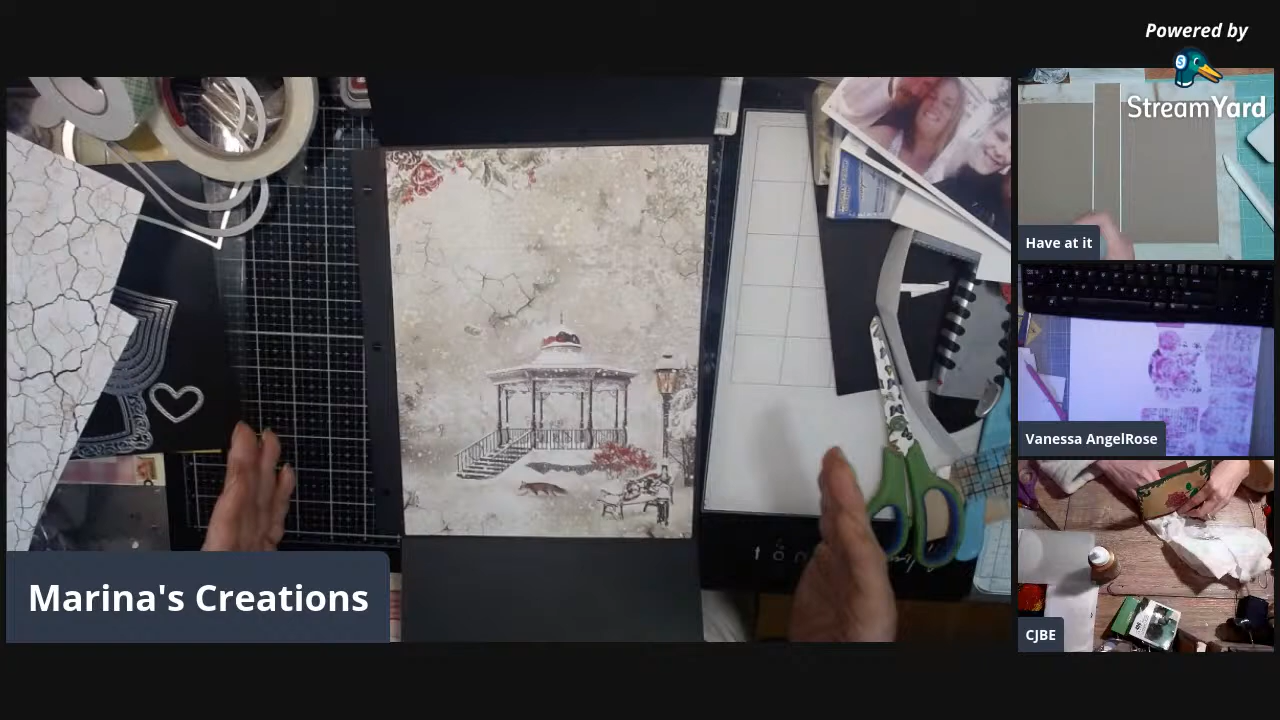 Powered by
StreamYard
Have at it
Vanessa AngelRose
Marina's Creations
CJBE